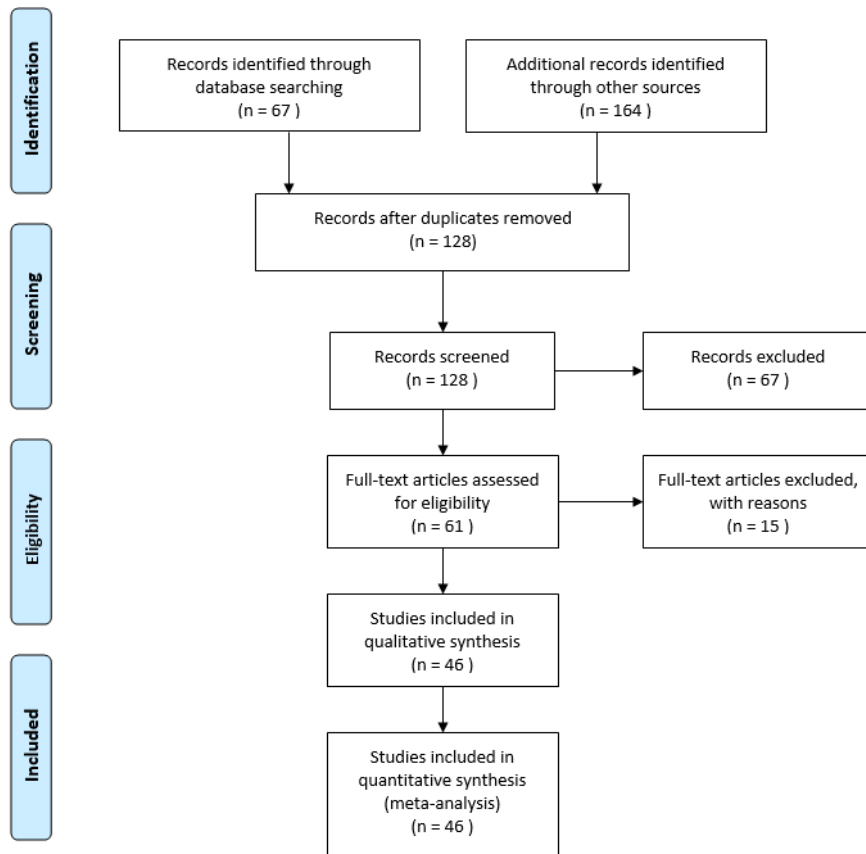 Identification
Records identified through
database searching
(n = 67 )
Additional records identified
through other sources
(n = 164 )
Records after duplicates removed
(n = 128)
Screening
Records screened
(n = 128 )
Records excluded
(n = 67 )
Eligibility
Full-text articles assessed
for eligibility
(n = 61 )
Full-text articles excluded,
with reasons
(n = 15 )
Studies included in
qualitative synthesis
(n = 46 )
Included
Studies included in
quantitative synthesis
(meta-analysis)
(n = 46 )